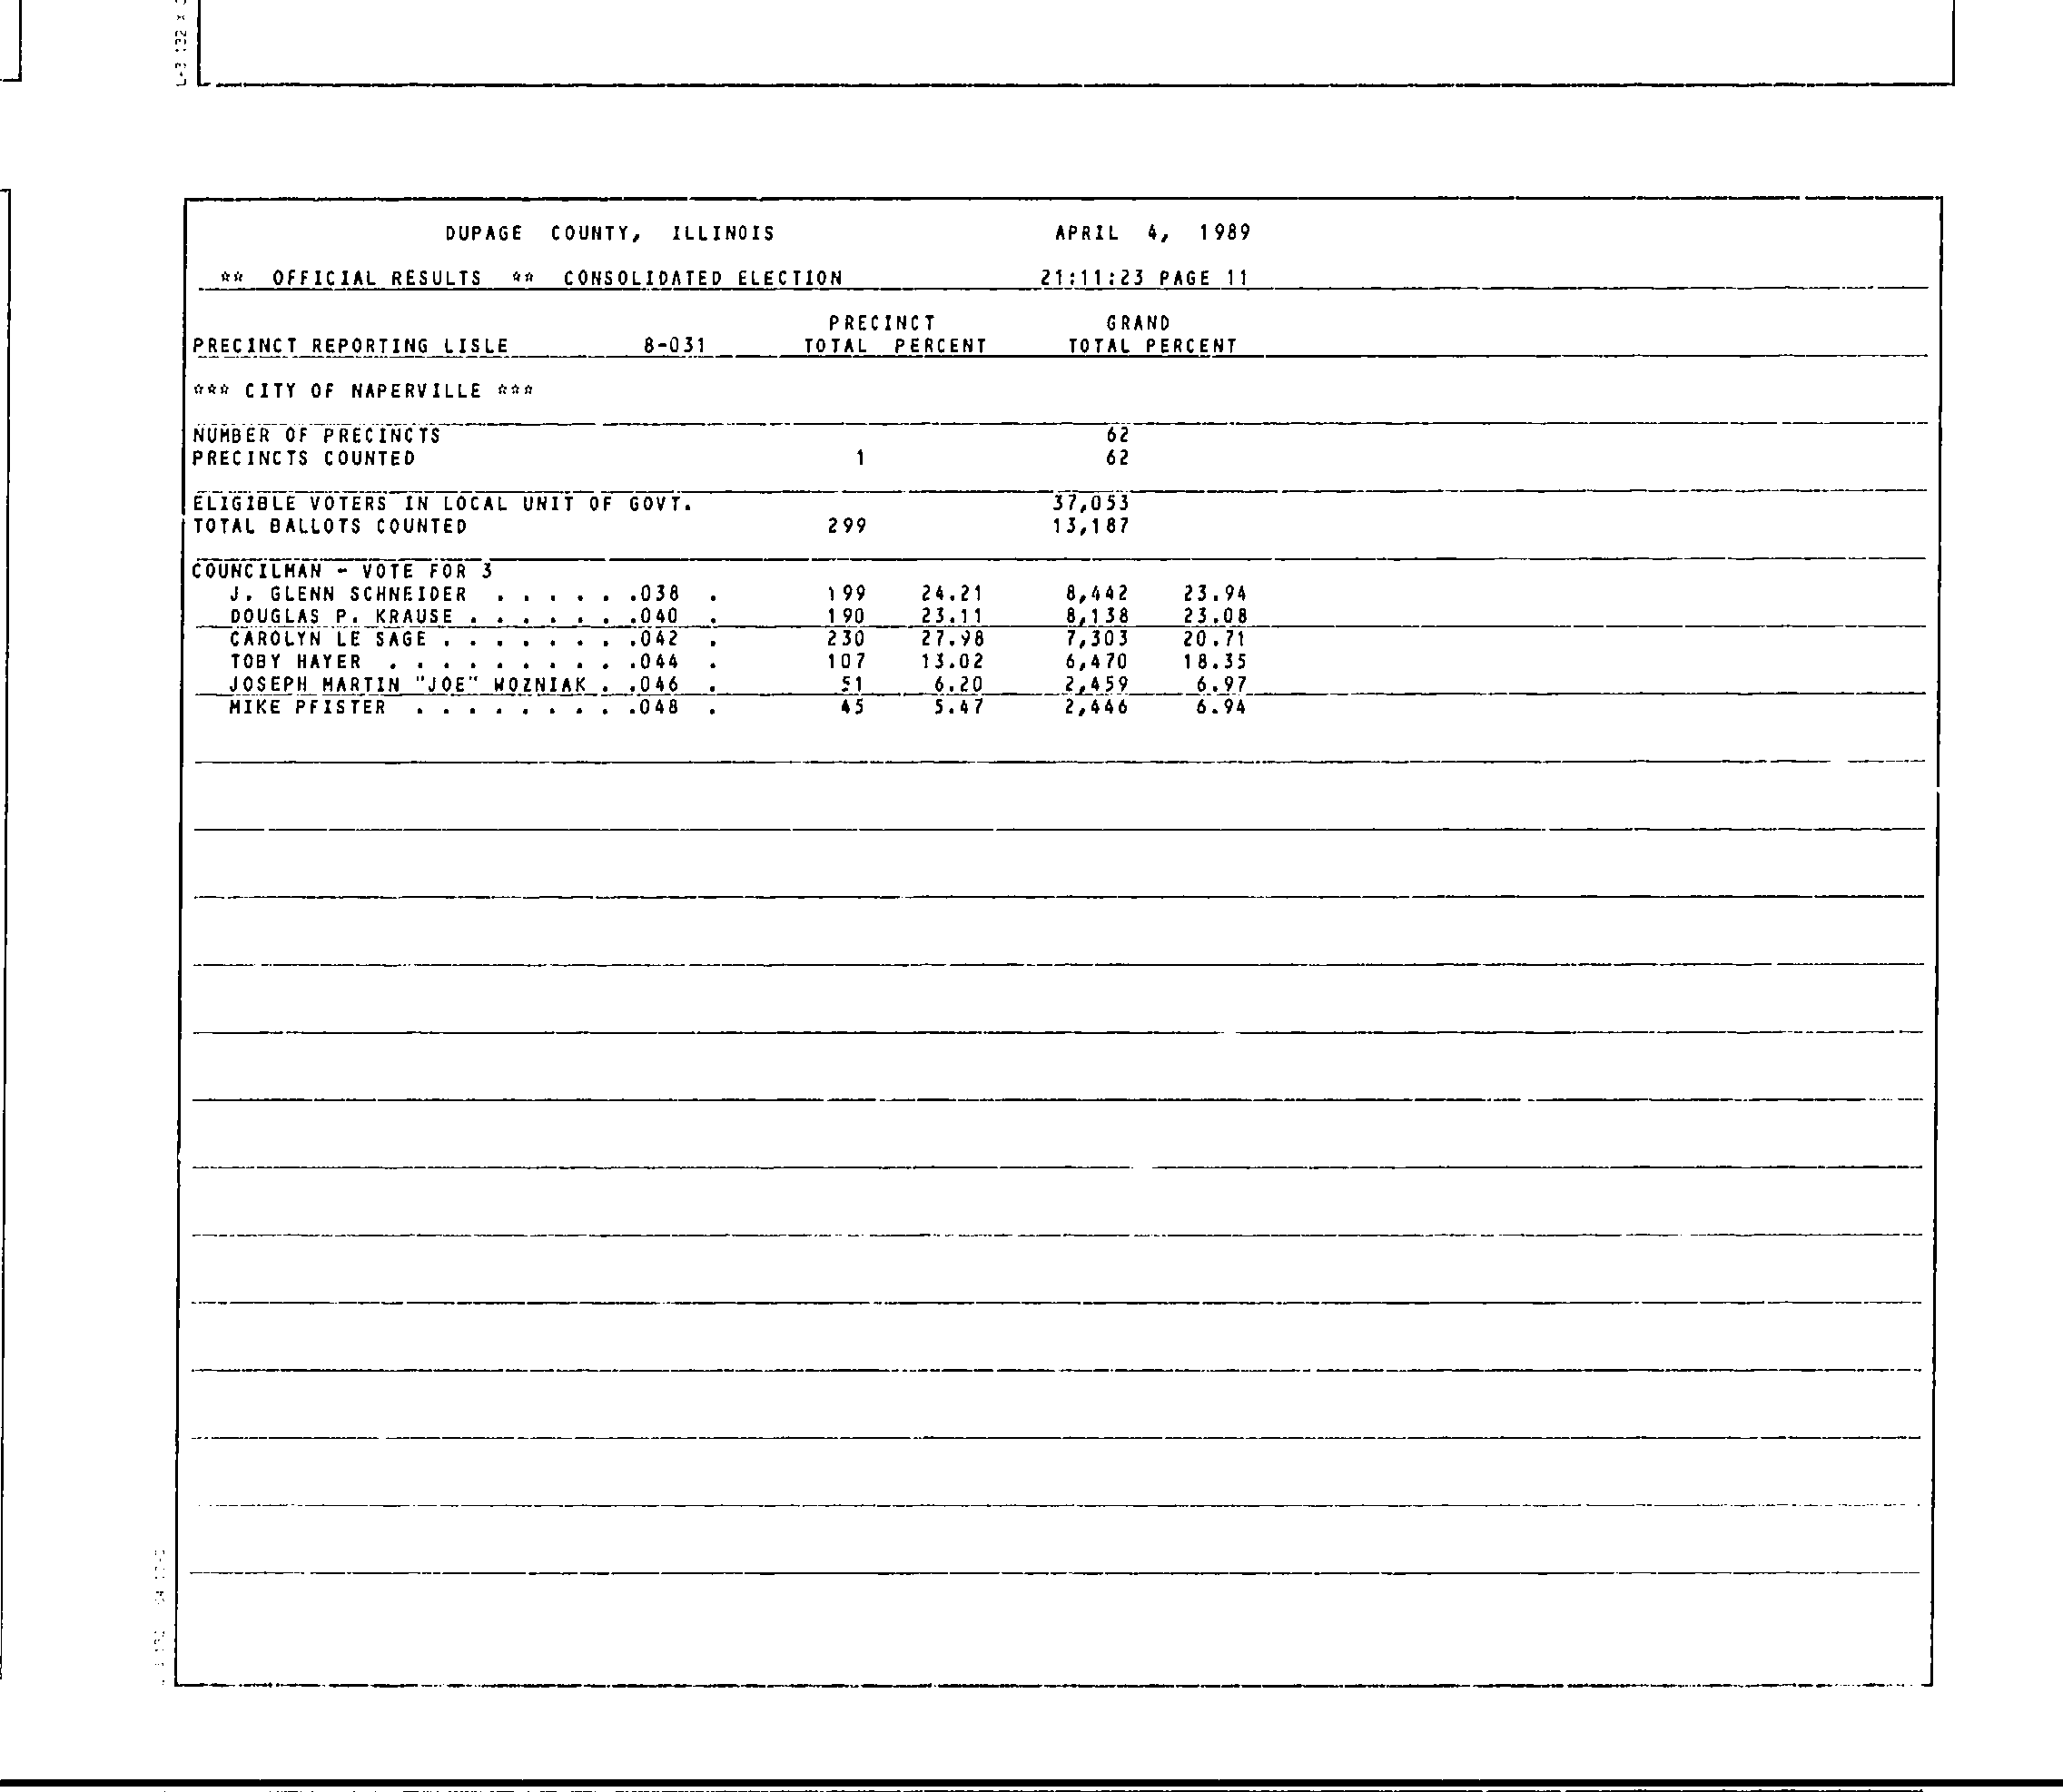 DUPAGE COUNTY, ILLINOIS APRIL 4, 1989
** OFFICIAL RESULTS ** CONSOLIDATED ELECTION 21:11:23 PAGE 11
PRECINCT GRAND
PRECINCT REPORTING LISLE 8-031 TOTAL PERCENT TOTAL PERCENT
*** CITY OF NAPERVILLE ***
NUMBER OF PRECINCTS 62
PRECINCTS COUNTED 1 62
ELIGIBLE VOTERS IN LOCAL UNIT OF GOVT. 37,053
TOTAL BALLOTS COUNTED 299 13,187
COUNCILMAN - VOTE FOR 3
J. GLENN SCHNEIDER . . . . . .038 . 199 24.21 8,442 23.94
DOUGLAS P. KRAUSE . . . . . . .040 . 190 23.11 8,138 23.08
CAROLYN LE SAGE . . . . . . . .042 . 230 27.98 7,303 20.71
TOBY HAYER . . . . . . . . . .044 . 107 13.02 6,470 18.35
JOSEPH MARTIN "JOE" WOZNIAK . .046 . 51 6.20 2,459 6.97
MIKE PFISTER . . . . . . . . .048 . 45 5.47 2,446 6.94